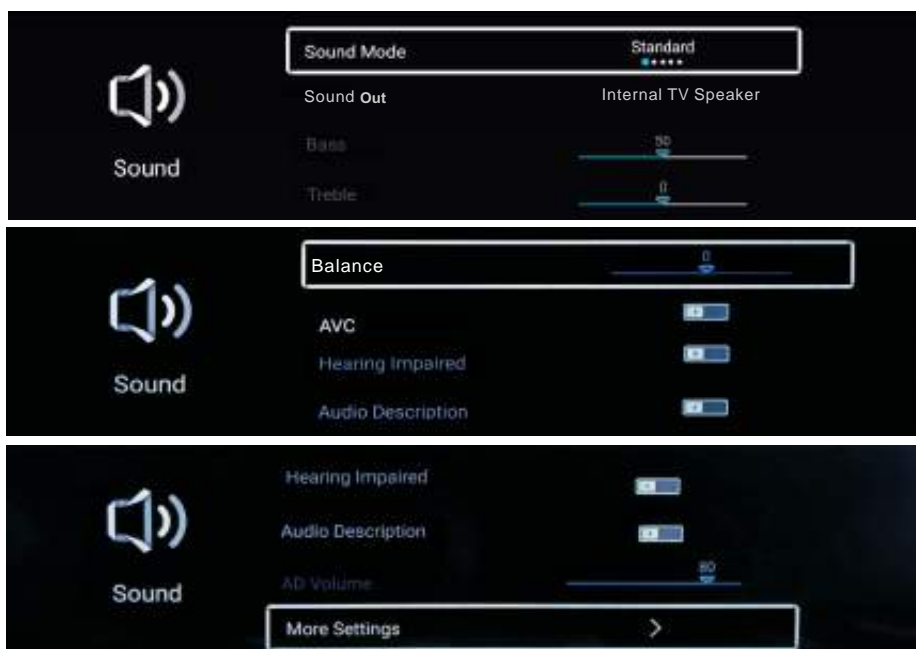 Sound Mode Standard
Sound Out Internal TV Speaker
Bass 50
Treble 0
Sound
Balance 0
AVC
Hearing Impaired
Audio Description
Sound
Hearing Impaired
Audio Description
AD Volume 80
More Settings >
Sound